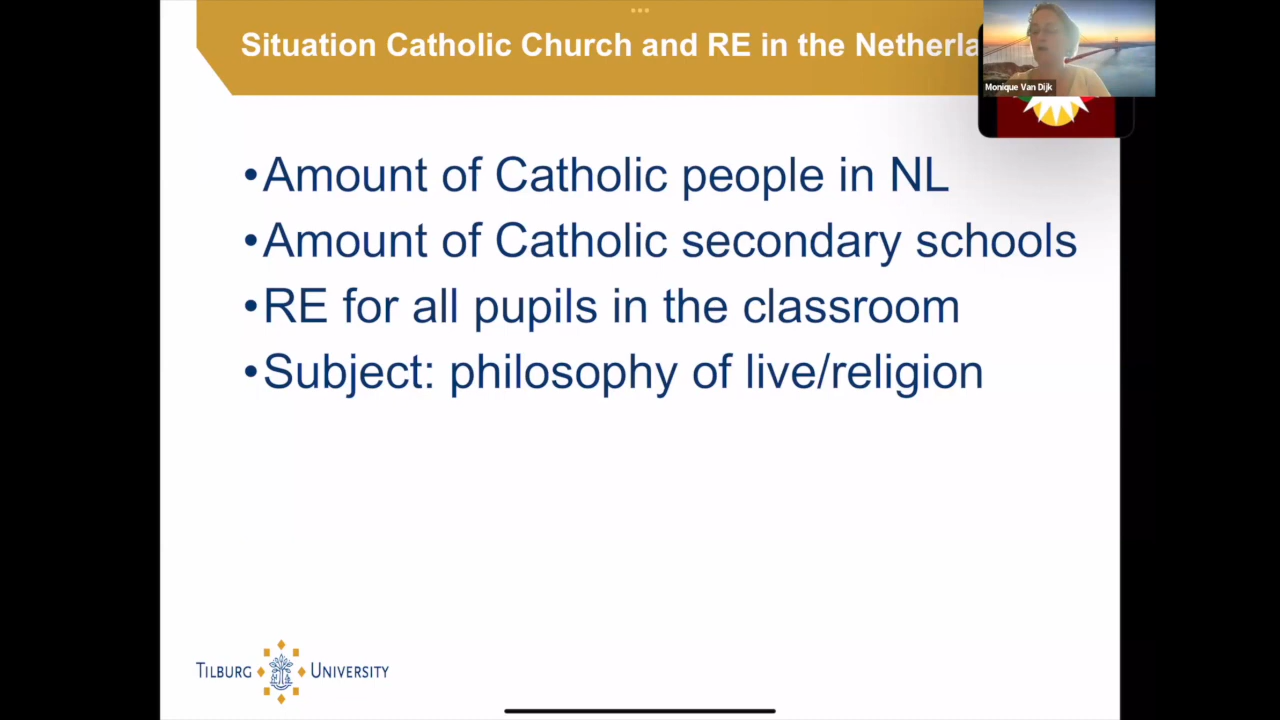 Situation Catholic Church and RE in the Netherla
Monique Van Dijk
•Amount of Catholic people in NL
•Amount of Catholic secondary schools
•RE for all pupils in the classroom
•Subject: philosophy of live/religion
TILBURG UNIVERSITY